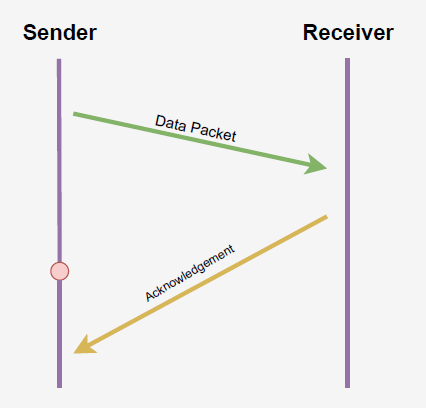 Sender
Receiver
Data Packet
Acknowledgement